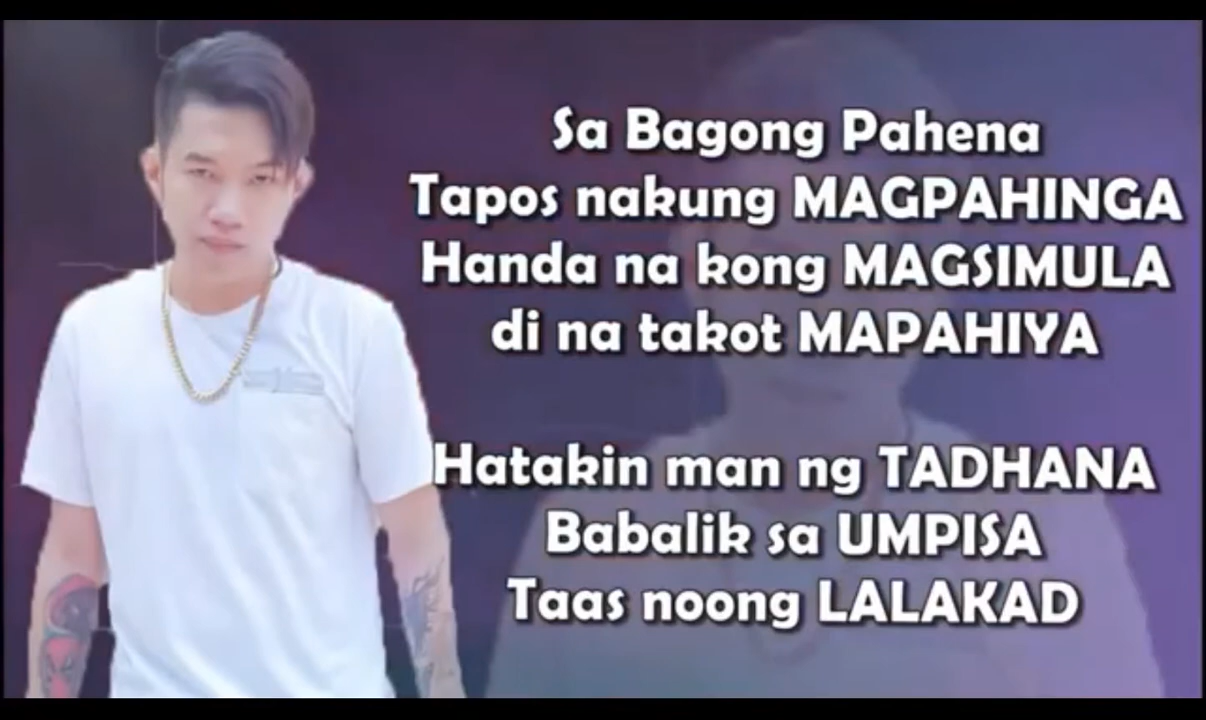 Sa Bagong Pahena
Tapos nakung MAGPAHINGA
Handa na kong MAGSIMULA
di na takot MAPAHIYA
Hatakin man ng TADHANA
Babalik sa UMPISA
Taas noong LALAKAD